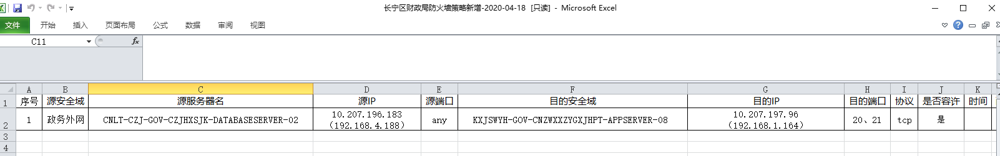 长宁区财政局防火墙策略新增-2020-04-18 [只读] - Microsoft Excel
文件 开始 插入 页面布局 公式 数据 审阅 视图
C11 fx
A B C D E F G H I J K
1 序号 源安全域 源服务器名 源IP 源端口 目的安全域 目的IP 目的端口 协议 是否容许 时间
2 1 政务外网 CNLT-CZJ-GOV-CZJHXSJK-DATABASESERVER-02 10.207.196.183 (192.168.4.188) any KXJSWYH-GOV-CNZWXXZYGXJHPT-APPSERVER-08 10.207.197.96 (192.168.1.164) 20、21 tcp 是
3
4